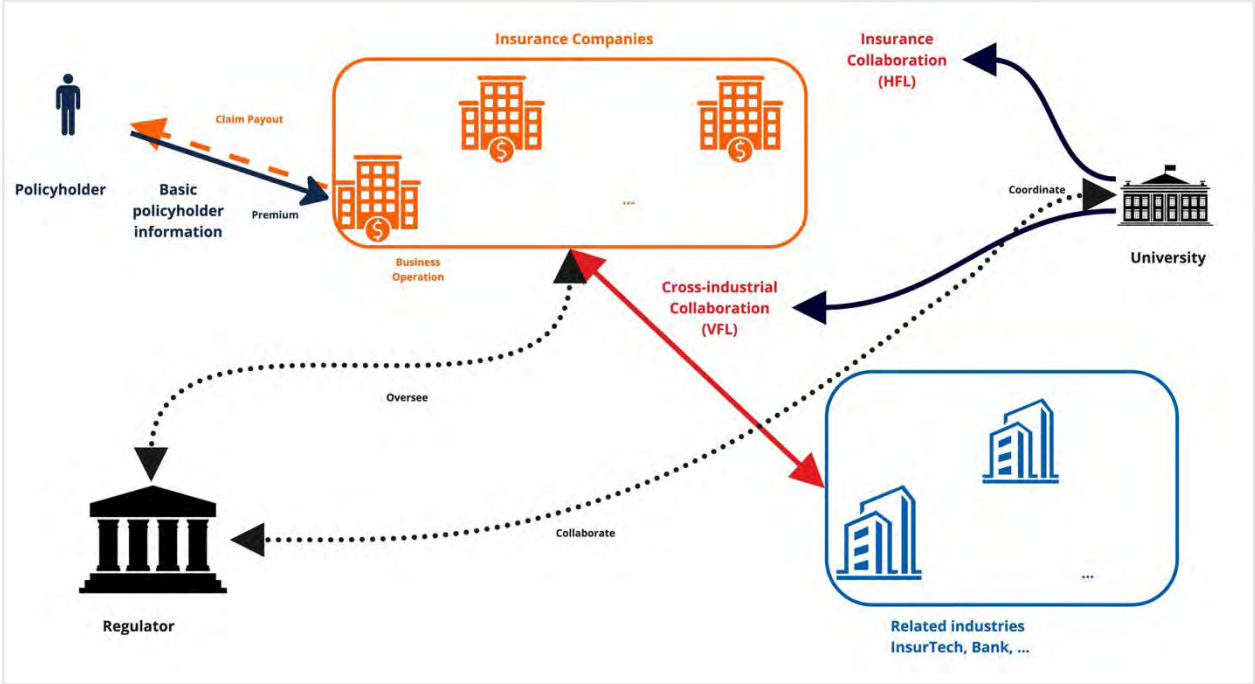 Insurance Companies
Insurance
Collaboration
(HFL)
Claim Payout
Policyholder
Basic
policyholder
information
Premium
$
$
$
...
Business
Operation
Coordinate
University
Cross-industrial
Collaboration
(VFL)
Oversee
Collaborate
Regulator
...
Related industries
InsurTech, Bank, ...